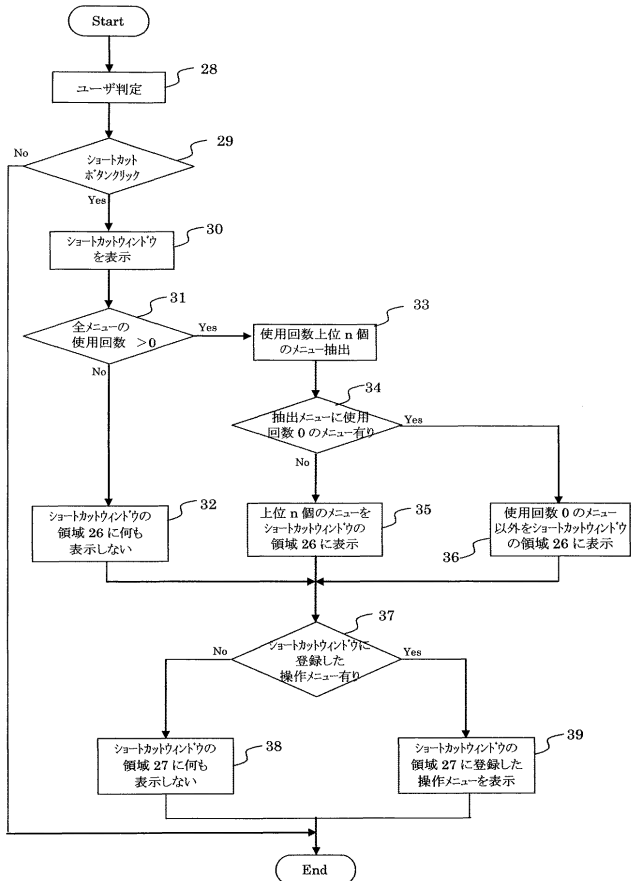 Start
28
ユーザ判定
No
29
ショートカット
ボタンクリック
Yes
30
ショートカットウィンドウ
を表示
31
全メニューの
使用回数 >0
Yes
33
使用回数上位n個
のメニュー抽出
No
34
抽出メニューに使用
回数0のメニュー有り
Yes
No
32
ショートカットウィンドウの
領域26に何も
表示しない
35
上位n個のメニューを
ショートカットウィンドウの
領域26に表示
36
使用回数0のメニュー
以外をショートカットウィンドウ
の領域26に表示
37
ショートカットウィンドウに
登録した
操作メニュー有り
No
Yes
38
ショートカットウィンドウの
領域27に何も
表示しない
39
ショートカットウィンドウの
領域27に登録した
操作メニューを表示
End